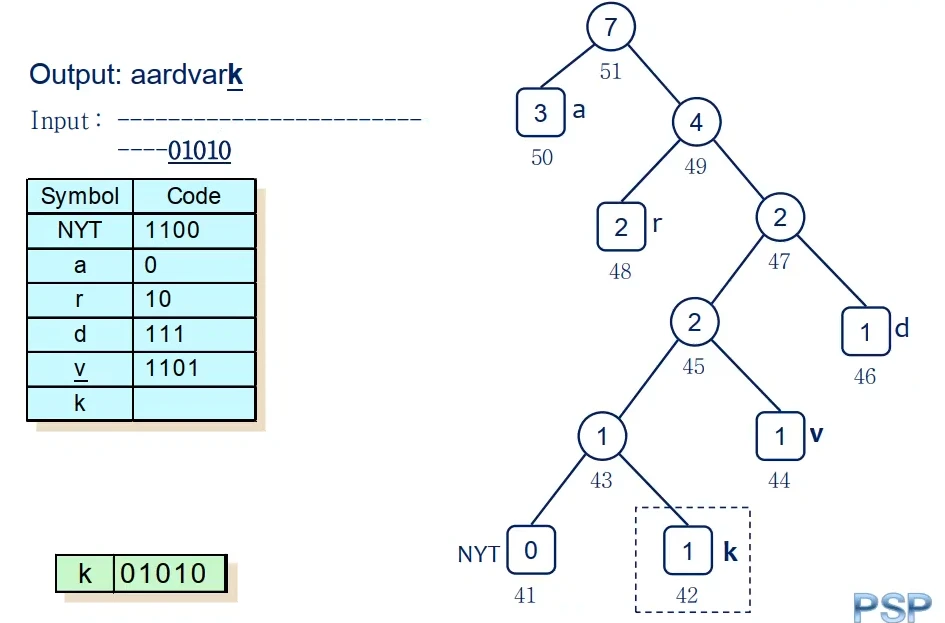 Output: aardvark
Input: ------------------------
----01010
Symbol Code
NYT 1100
a 0
r 10
d 111
v 1101
k
k 01010
7
51
3 a
50
4
49
2 r
48
2
47
2
45
1 d
46
1
43
1 v
44
NYT 0
41
1 k
42
PSP